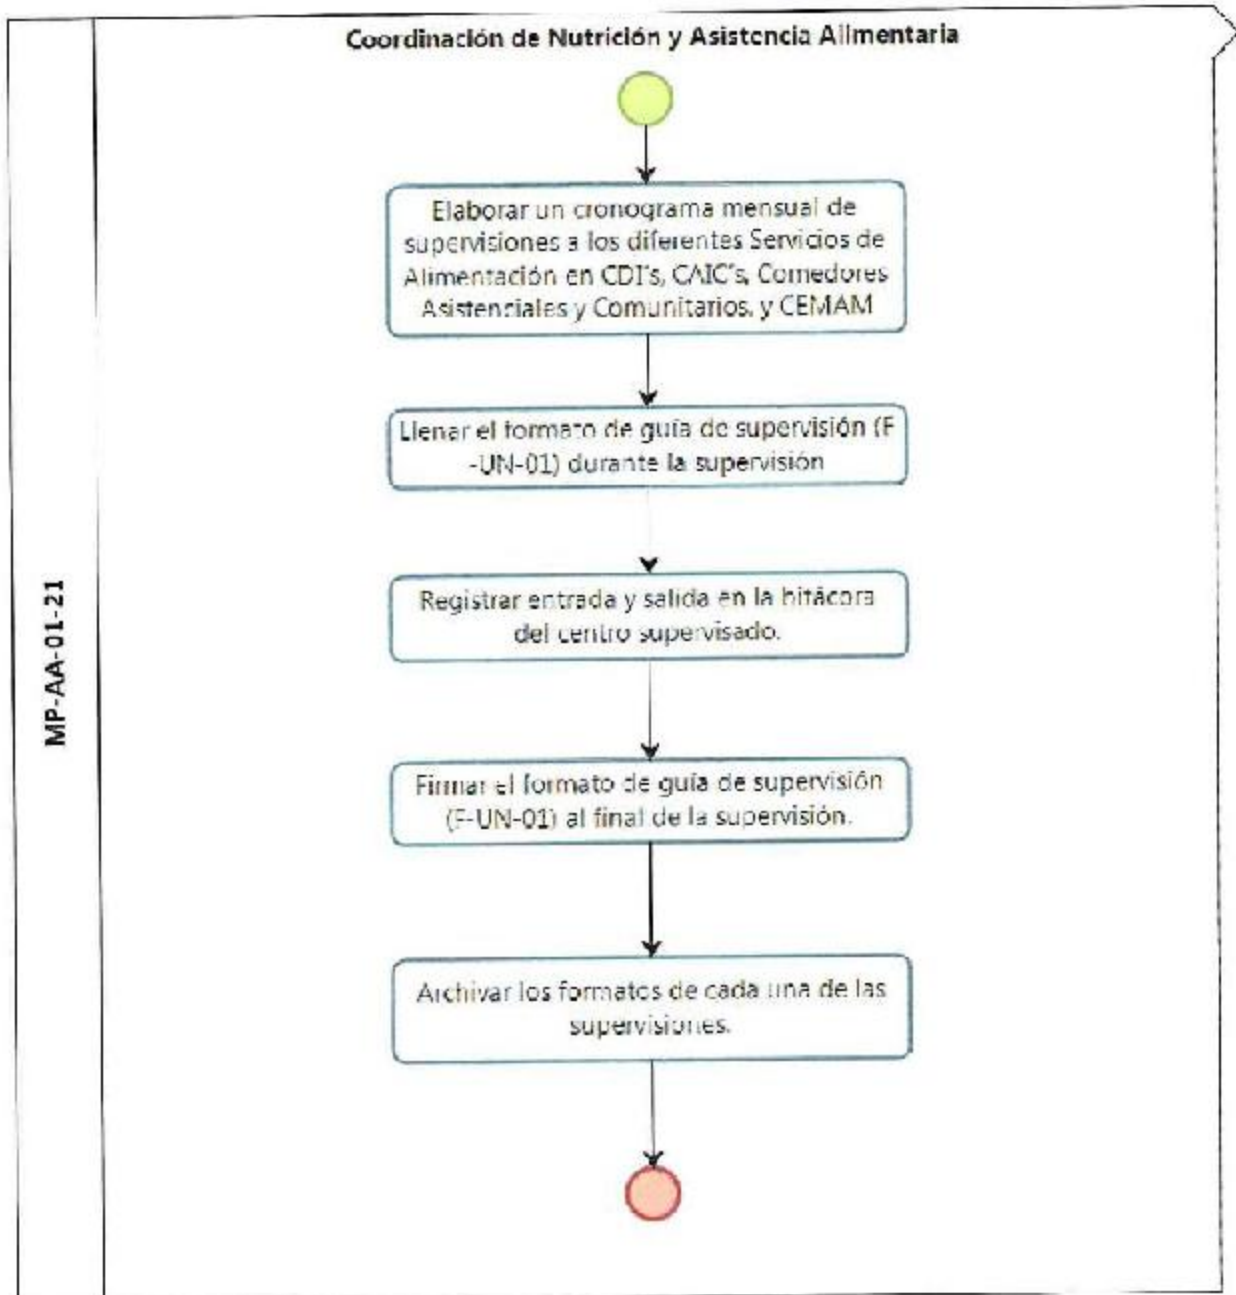 Coordinación de Nutrición y Asistencia Alimentaria
MP-AA-01-21
Elaborar un cronograma mensual de
supervisiones a los diferentes Servicios de
Alimentación en CDI's, CAIC's, Comedores
Asistenciales y Comunitarios, y CEMAM
Llenar el formato de guía de supervisión (F
-UN-01) durante la supervisión
Registrar entrada y salida en la bitácora
del centro supervisado.
Firmar el formato de guía de supervisión
(F-UN-01) al final de la supervisión.
Archivar los formatos de cada una de las
supervisiones.